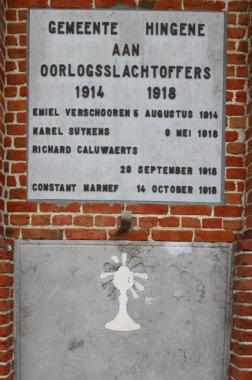 GEMEENTE HINGENE
AAN
OORLOGSSLACHTOFFERS
1914 1918
EMIEL VERSCHOOREN 5 AUGUSTUS 1914
KAREL SUYKENS 9 MEI 1918
RICHARD CALUWAERTS
29 SEPTEMBER 1918
CONSTANT MARNEF 14 OCTOBER 1918